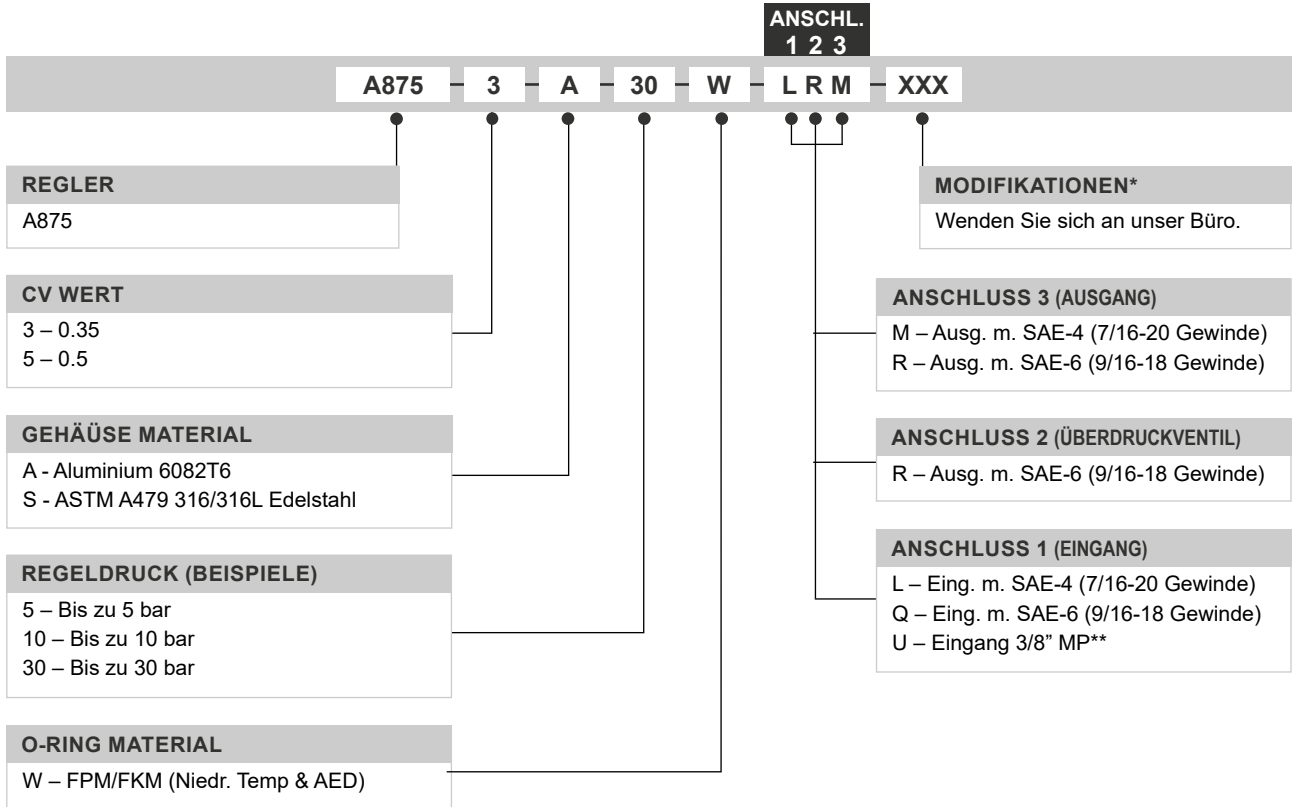 ANSCHL.
1 2 3
A875 – 3 – A – 30 – W – L R M – XXX
REGLER
A875
CV WERT
3 – 0.35
5 – 0.5
GEHÄUSE MATERIAL
A - Aluminium 6082T6
S - ASTM A479 316/316L Edelstahl
REGELDRUCK (BEISPIELE)
5 – Bis zu 5 bar
10 – Bis zu 10 bar
30 – Bis zu 30 bar
O-RING MATERIAL
W – FPM/FKM (Niedr. Temp & AED)
MODIFIKATIONEN*
Wenden Sie sich an unser Büro.
ANSCHLUSS 3 (AUSGANG)
M – Ausg. m. SAE-4 (7/16-20 Gewinde)
R – Ausg. m. SAE-6 (9/16-18 Gewinde)
ANSCHLUSS 2 (ÜBERDRUCKVENTIL)
R – Ausg. m. SAE-6 (9/16-18 Gewinde)
ANSCHLUSS 1 (EINGANG)
L – Eing. m. SAE-4 (7/16-20 Gewinde)
Q – Eing. m. SAE-6 (9/16-18 Gewinde)
U – Eingang 3/8” MP**